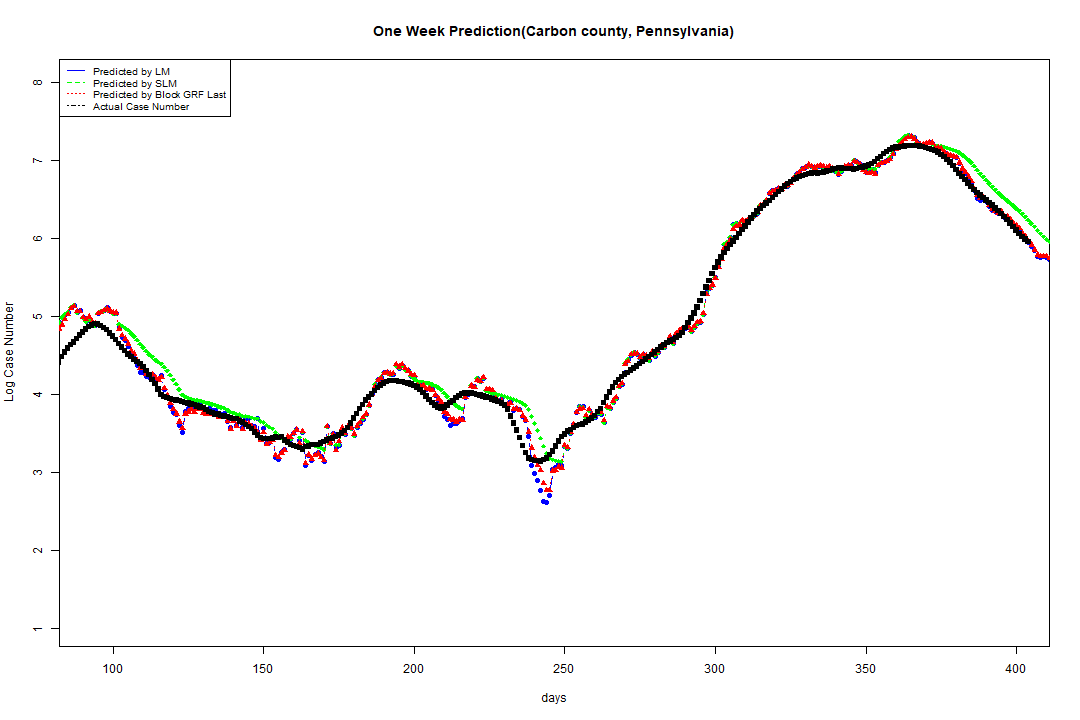 One Week Prediction(Carbon county, Pennsylvania)
Predicted by LM
Predicted by SLM
Predicted by Block GRF Last
Actual Case Number
8
7
6
5
4
3
2
1
Log Case Number
100 150 200 250 300 350 400
days